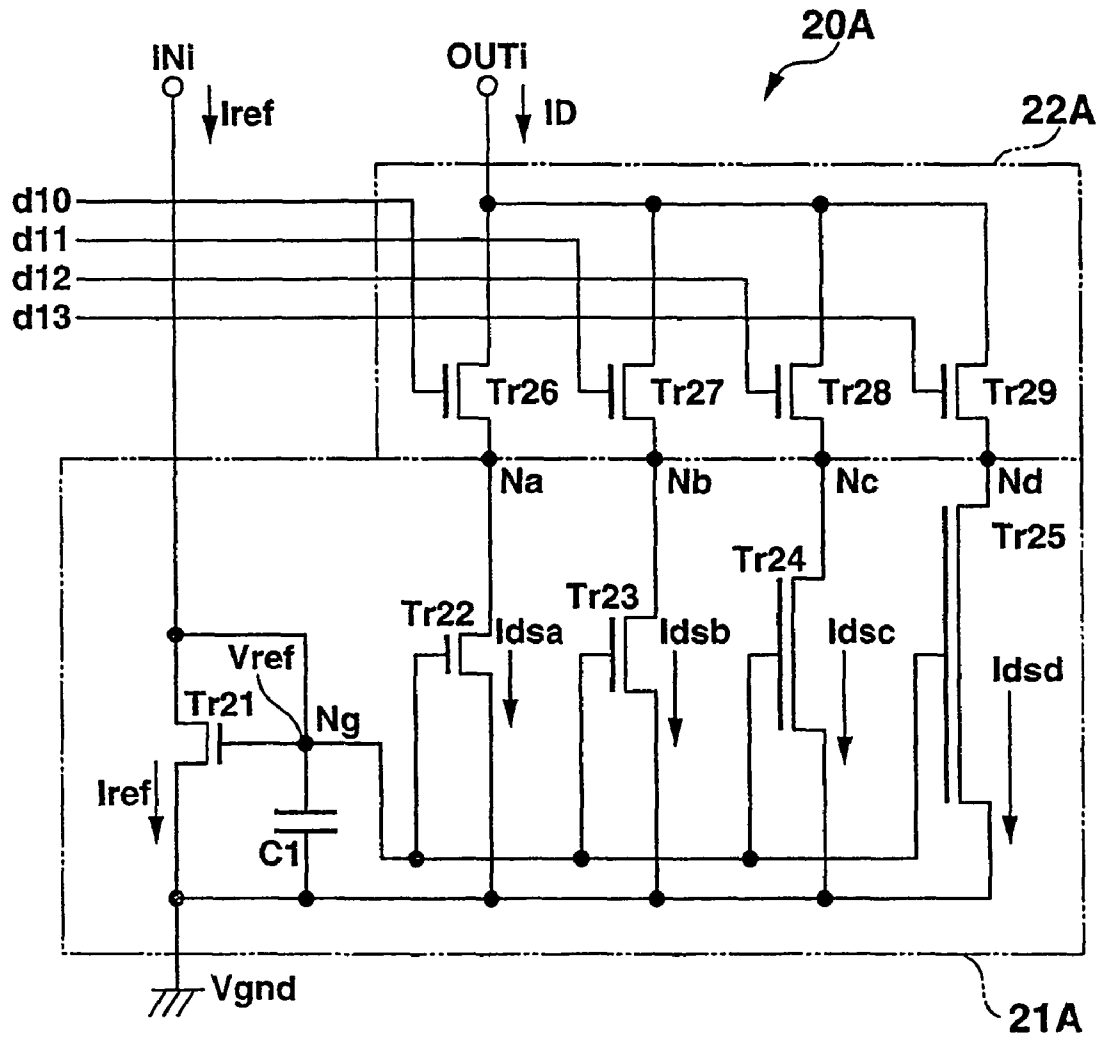 20A
INi
OUTi
Iref
ID
22A
d10
d11
d12
d13
Tr26
Tr27
Tr28
Tr29
Na
Nb
Nc
Nd
Tr25
Tr24
Tr23
Tr22
Idsa
Idsb
Idsc
Idsd
Vref
Tr21
Ng
Iref
C1
Vgnd
21A